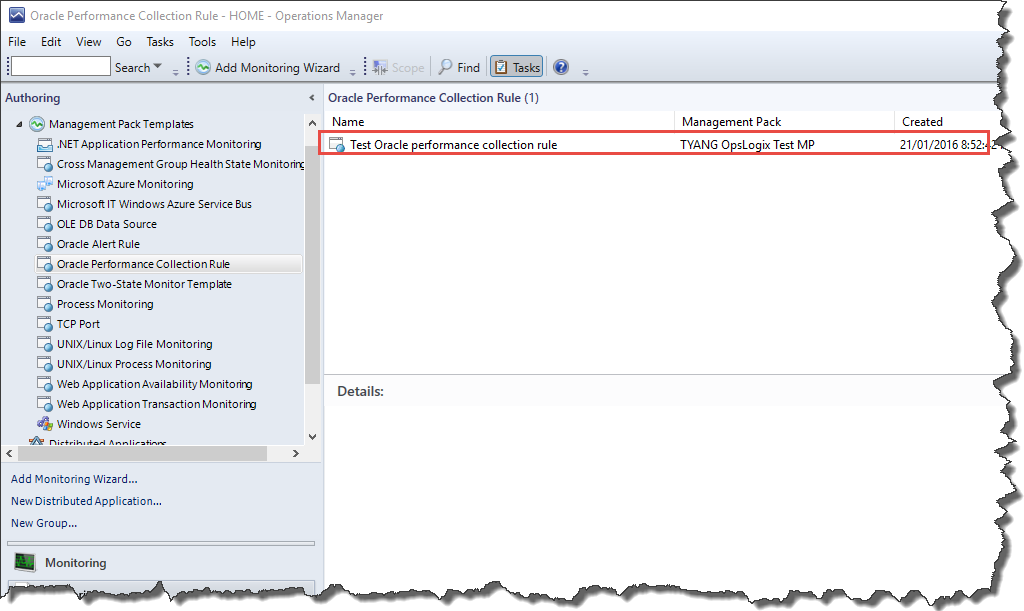 Oracle Performance Collection Rule - HOME - Operations Manager
File Edit View Go Tasks Tools Help
Search Add Monitoring Wizard Scope Find Tasks
Authoring
Management Pack Templates
.NET Application Performance Monitoring
Cross Management Group Health State Monitoring
Microsoft Azure Monitoring
Microsoft IT Windows Azure Service Bus
OLE DB Data Source
Oracle Alert Rule
Oracle Performance Collection Rule
Oracle Two-State Monitor Template
Process Monitoring
TCP Port
UNIX/Linux Log File Monitoring
UNIX/Linux Process Monitoring
Web Application Availability Monitoring
Web Application Transaction Monitoring
Windows Service
Distributed Applications
Add Monitoring Wizard...
New Distributed Application...
New Group...
Monitoring
Oracle Performance Collection Rule (1)
Name Management Pack Created
Test Oracle performance collection rule TYANG OpsLogix Test MP 21/01/2016 8:52:42
Details: